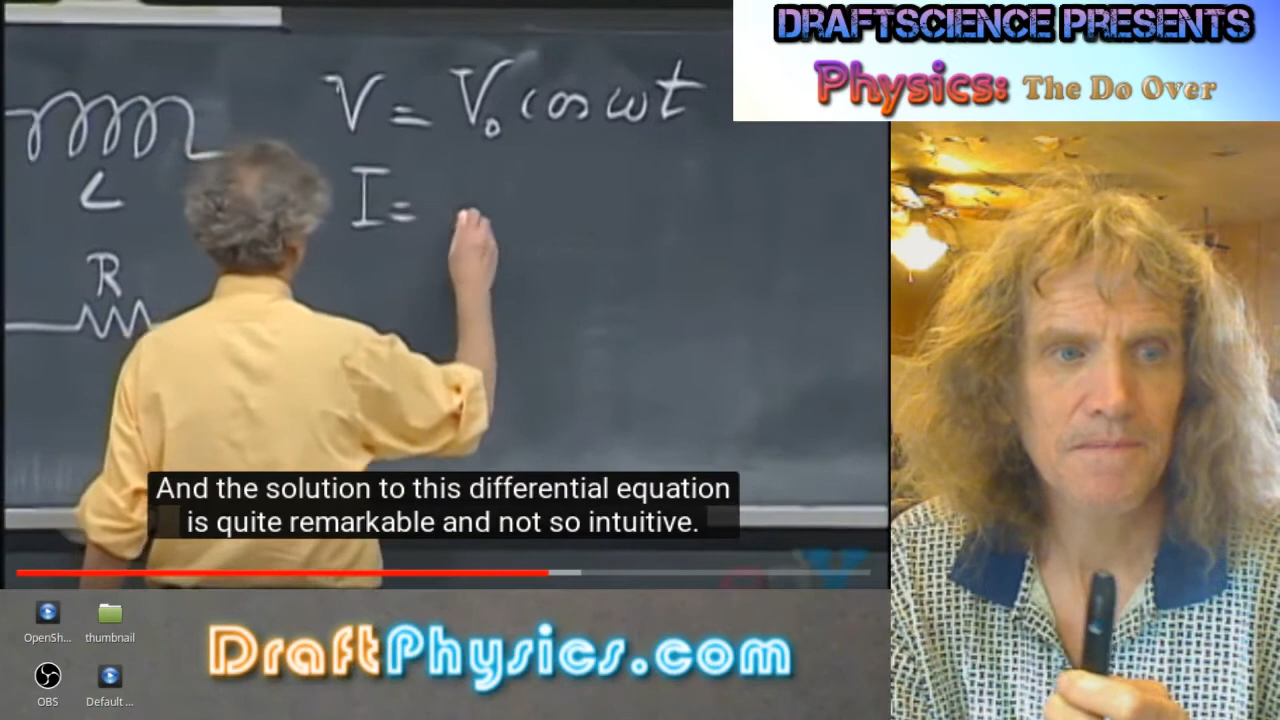 DRAFTSCIENCE PRESENTS
Physics: The Do Over
V = V₀ cos ωt
I =
L
R
And the solution to this differential equation
is quite remarkable and not so intuitive.
DraftPhysics.com
OpenSh...
thumbnail
OBS
Default ...